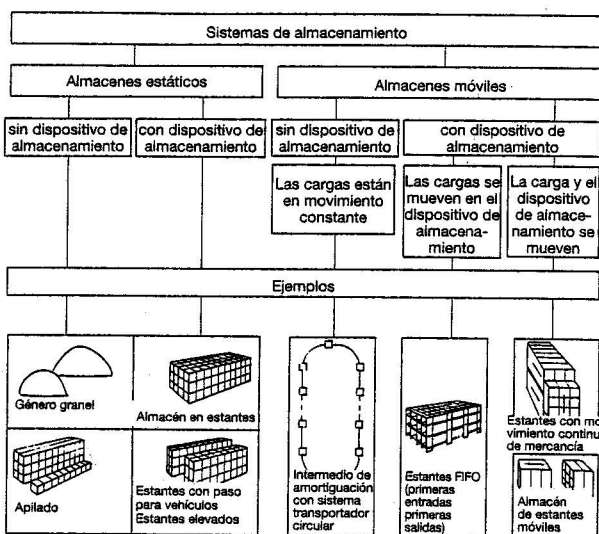 Sistemas de almacenamiento
Almacenes estáticos
Almacenes móviles
sin dispositivo de
almacenamiento
con dispositivo de
almacenamiento
sin dispositivo de
almacenamiento
con dispositivo de
almacenamiento
Las cargas están
en movimiento
constante
Las cargas se
mueven en el
dispositivo de
almacena-
miento
La carga y el
dispositivo
de almace-
namiento se
mueven
Ejemplos
Género granel
Almacén en estantes
Apilado
Estantes con paso
para vehículos
Estantes elevados
Intermedio de
amortiguación
con sistema
transportador
circular
Estantes FIFO
(primeras
entradas
primeras
salidas)
Estantes con mo
vimiento continuo
de mercancía
Almacén
de estantes
móviles